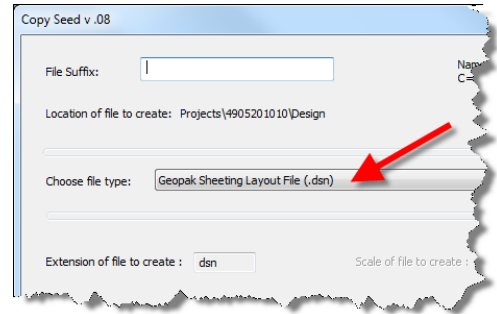 Copy Seed v .08
File Suffix:
C=
Location of file to create: Projects\4905201010\Design
Choose file type: Geopak Sheeting Layout File (.dsn)
Extension of file to create : dsn Scale of file to create :